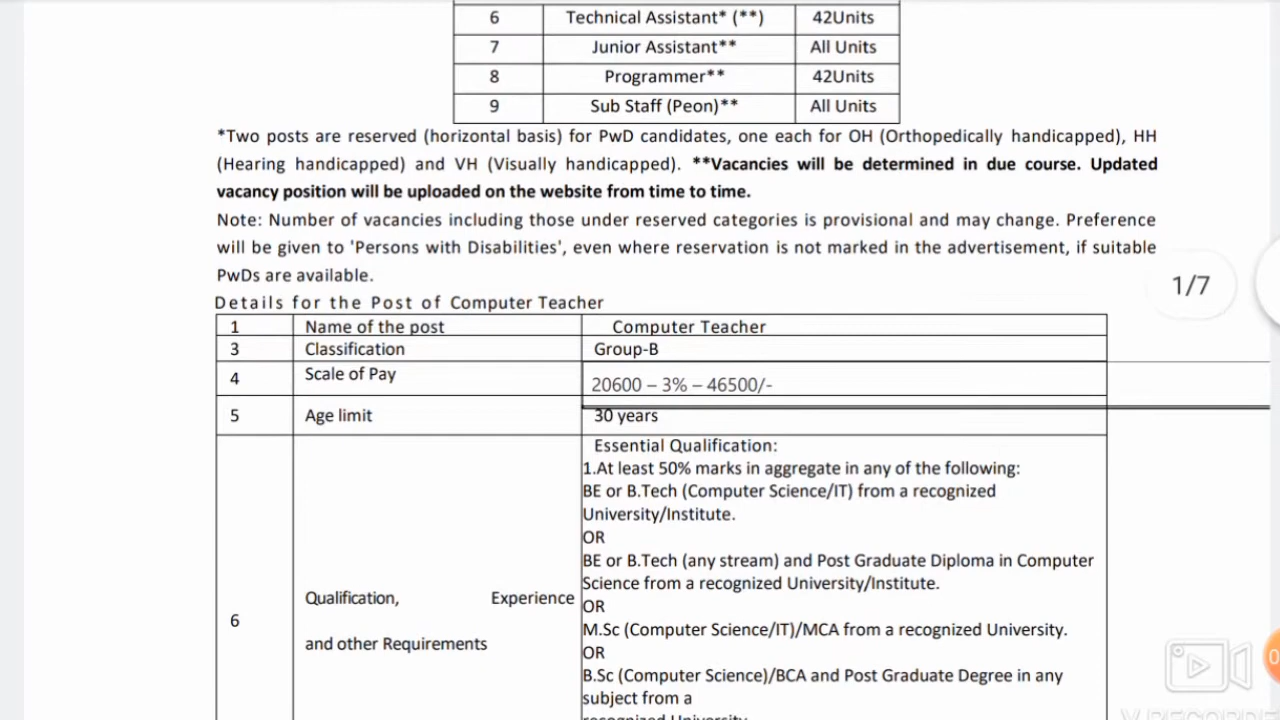 6 Technical Assistant* (**) 42Units
7 Junior Assistant** All Units
8 Programmer** 42Units
9 Sub Staff (Peon)** All Units
*Two posts are reserved (horizontal basis) for PwD candidates, one each for OH (Orthopedically handicapped), HH
(Hearing handicapped) and VH (Visually handicapped). **Vacancies will be determined in due course. Updated
vacancy position will be uploaded on the website from time to time.
Note: Number of vacancies including those under reserved categories is provisional and may change. Preference
will be given to 'Persons with Disabilities', even where reservation is not marked in the advertisement, if suitable
PwDs are available.
1/7
Details for the Post of Computer Teacher
1 Name of the post Computer Teacher
3 Classification Group-B
4 Scale of Pay 20600 – 3% – 46500/-
5 Age limit 30 years
6 Qualification, Experience
and other Requirements
Essential Qualification:
1.At least 50% marks in aggregate in any of the following:
BE or B.Tech (Computer Science/IT) from a recognized
University/Institute.
OR
BE or B.Tech (any stream) and Post Graduate Diploma in Computer
Science from a recognized University/Institute.
OR
M.Sc (Computer Science/IT)/MCA from a recognized University.
OR
B.Sc (Computer Science)/BCA and Post Graduate Degree in any
subject from a
recognized University